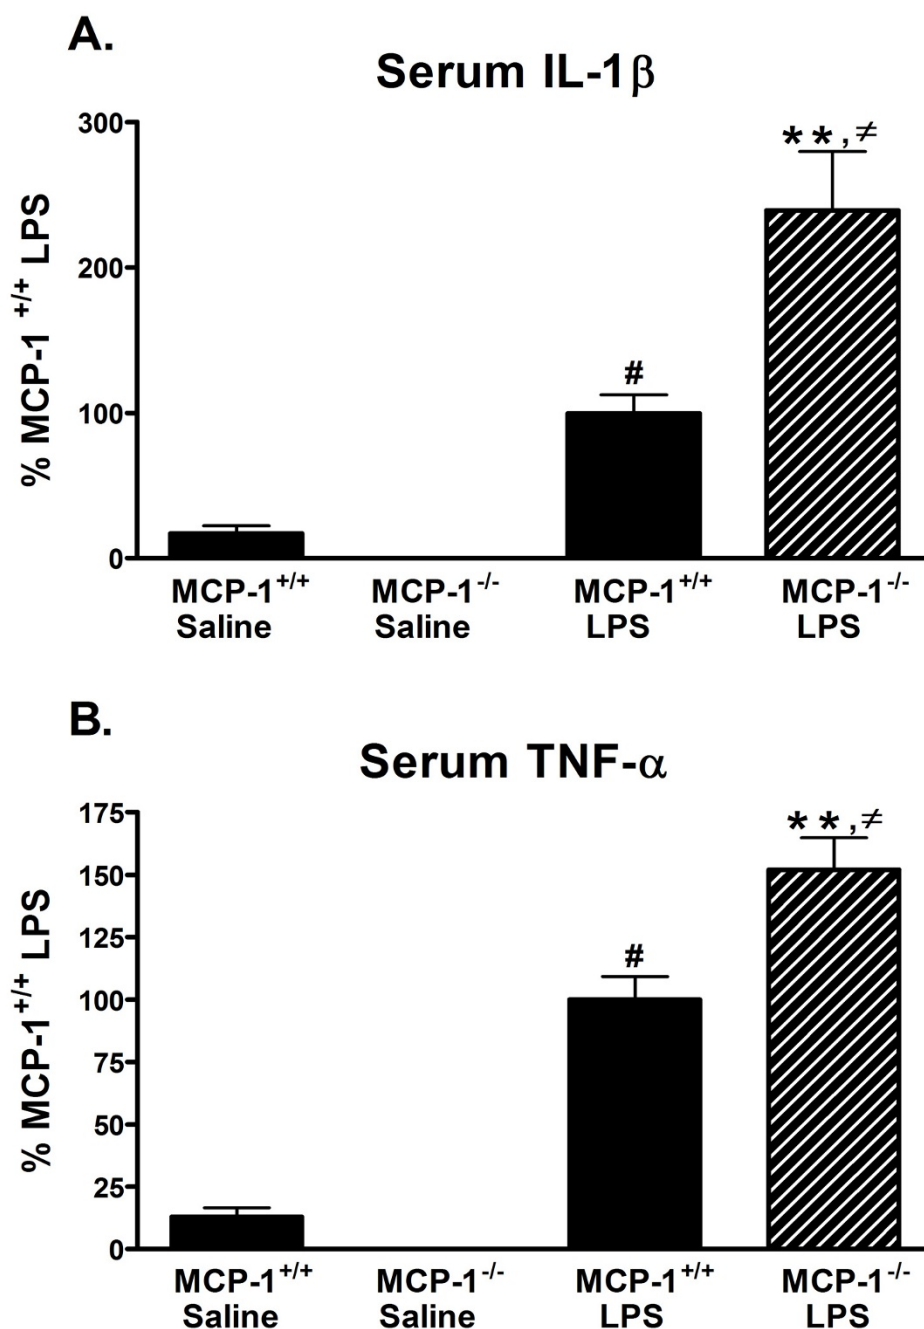 A.
Serum IL-1β
% MCP-1 +/+ LPS
300
200
100
0
**,≠
#
MCP-1+/+ MCP-1-/- MCP-1+/+ MCP-1-/-
Saline Saline LPS LPS
B.
Serum TNF-α
% MCP-1+/+ LPS
175
150
125
100
75
50
25
0
**,≠
#
MCP-1+/+ MCP-1-/- MCP-1+/+ MCP-1-/-
Saline Saline LPS LPS